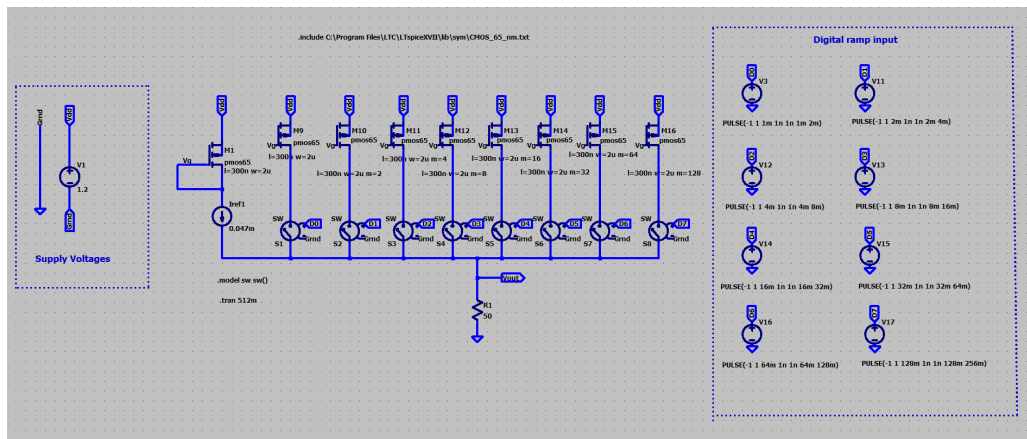 .include C:\Program Files\LTC\LTspiceXVII\lib\sym\CMOS_65_nm.txt
Grnd
Vdd
V1
1.2
Grnd
Supply Voltages
Vdd
Vdd
Vdd
Vdd
Vdd
Vdd
Vdd
Vdd
Vdd
Vg
M1
pmos65
l=300n w=2u
Iref1
0.047m
M9
pmos65
Vg
l=300n w=2u
M10
pmos65
Vg
l=300n w=2u m=2
M11
pmos65
Vg
l=300n w=2u m=4
M12
pmos65
Vg
l=300n w=2u m=8
M13
pmos65
Vg
l=300n w=2u m=16
M14
pmos65
Vg
l=300n w=2u m=32
M15
pmos65
Vg
l=300n w=2u m=64
M16
pmos65
Vg
l=300n w=2u m=128
SW
D0
Grnd
S1
SW
D1
Grnd
S2
SW
D2
Grnd
S3
SW
D3
Grnd
S4
SW
D4
Grnd
S5
SW
D5
Grnd
S6
SW
D6
Grnd
S7
SW
D7
Grnd
S8
.model sw sw()
.tran 512m
Vout
R1
50
Digital ramp input
D0
V3
PULSE(-1 1 1m 1n 1n 1m 2m)
D1
V11
PULSE(-1 1 2m 1n 1n 2m 4m)
D2
V12
PULSE(-1 1 4m 1n 1n 4m 8m)
D3
V13
PULSE(-1 1 8m 1n 1n 8m 16m)
D4
V14
PULSE(-1 1 16m 1n 1n 16m 32m)
D5
V15
PULSE(-1 1 32m 1n 1n 32m 64m)
D6
V16
PULSE(-1 1 64m 1n 1n 64m 128m)
D7
V17
PULSE(-1 1 128m 1n 1n 128m 256m)